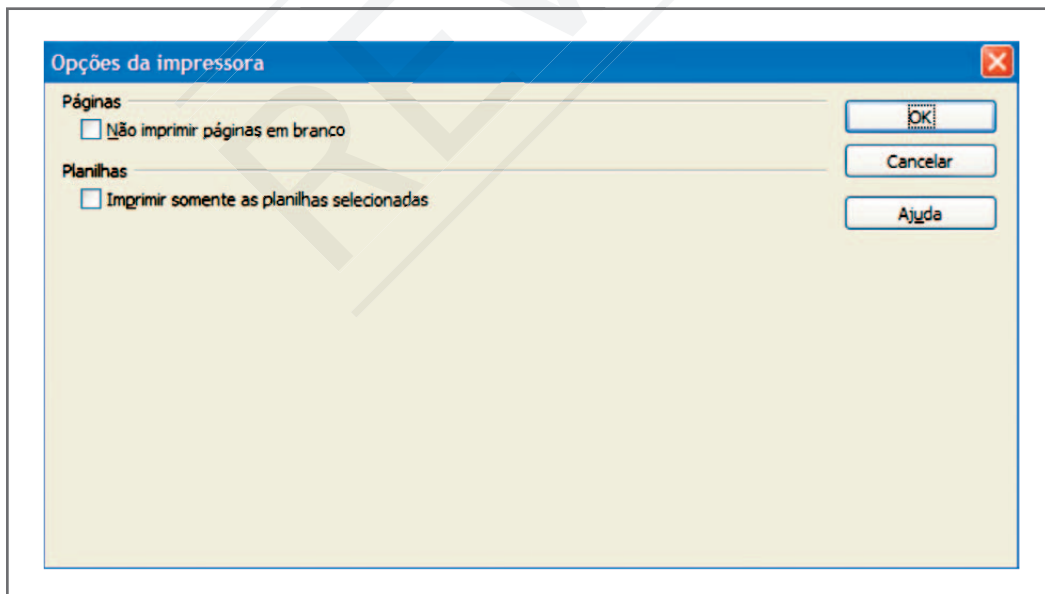 Opções da impressora
Páginas
Não imprimir páginas em branco
Planilhas
Imprimir somente as planilhas selecionadas
OK
Cancelar
Ajuda